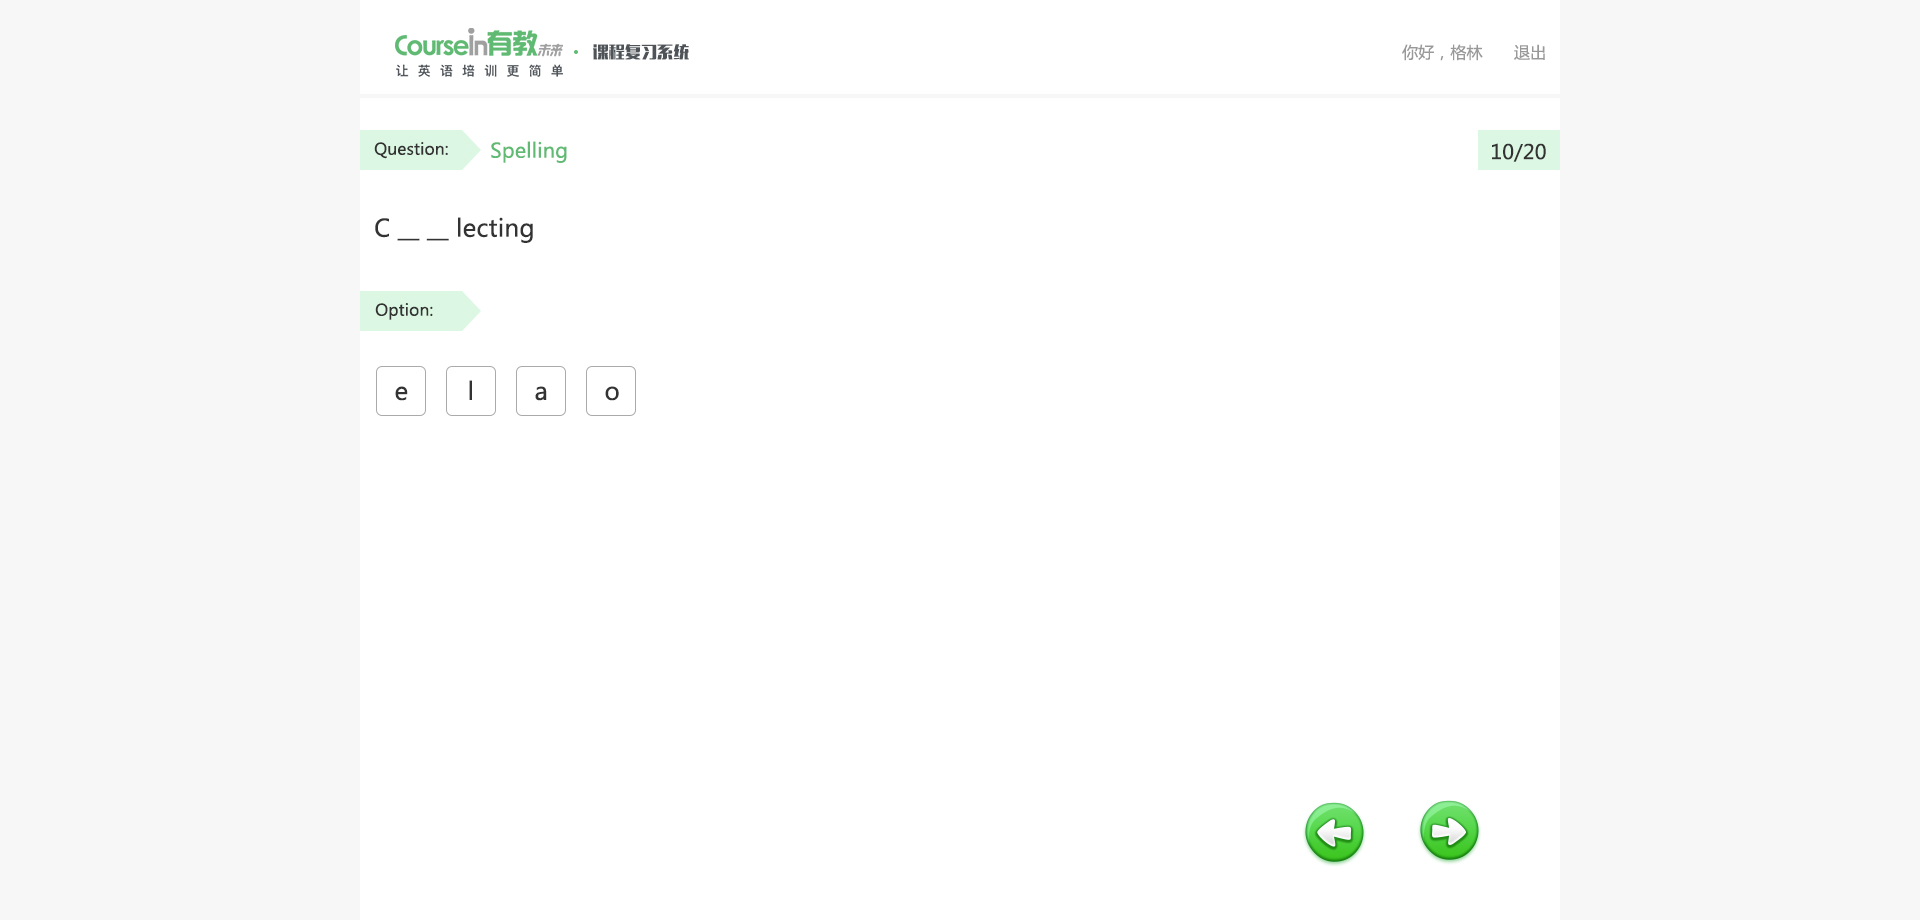 Coursein有教未来 · 课程复习系统
让英语培训更简单
你好，格林 退出
Question: Spelling
10/20
C __ __ lecting
Option:
e l a o